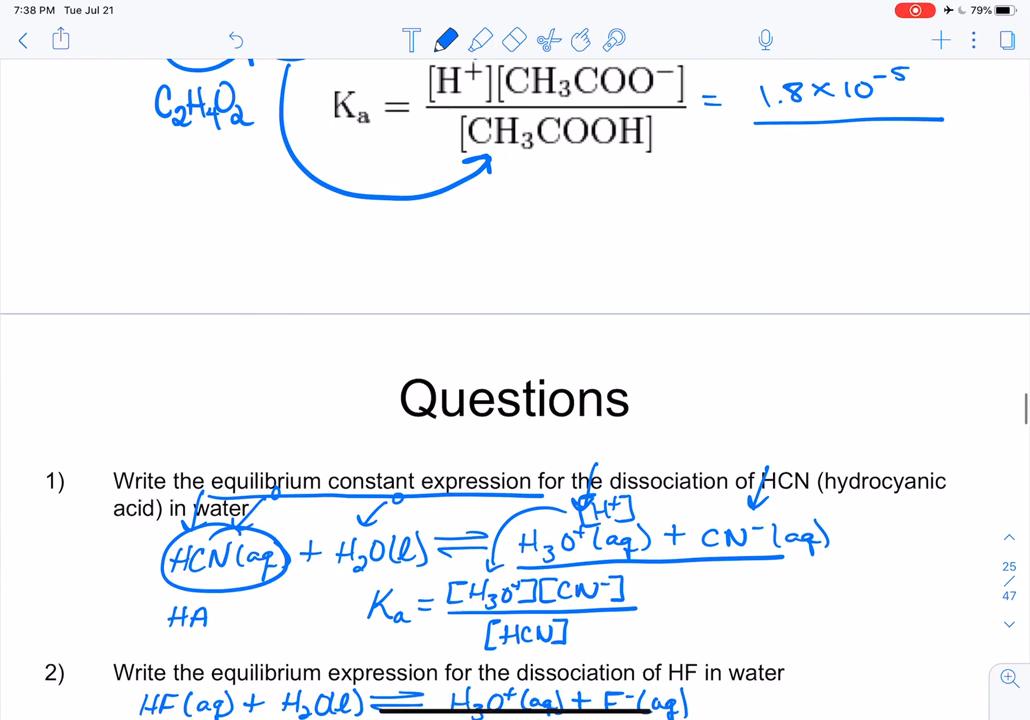 7:38 PM Tue Jul 21
79%
T
[H⁺][CH₃COO⁻]
C₂H₄O₂ Kₐ = = 1.8 × 10⁻⁵
[CH₃COOH]
Questions
1) Write the equilibrium constant expression for the dissociation of HCN (hydrocyanic
acid) in water
[H⁺]
HCN(aq) + H₂O(l) ⇌ H₃O⁺(aq) + CN⁻(aq)
HA Kₐ = [H₃O⁺][CN⁻]
[HCN]
25
/
47
2) Write the equilibrium expression for the dissociation of HF in water
HF(aq) + H₂O(l) ⇌ H₃O⁺(aq) + F⁻(aq)